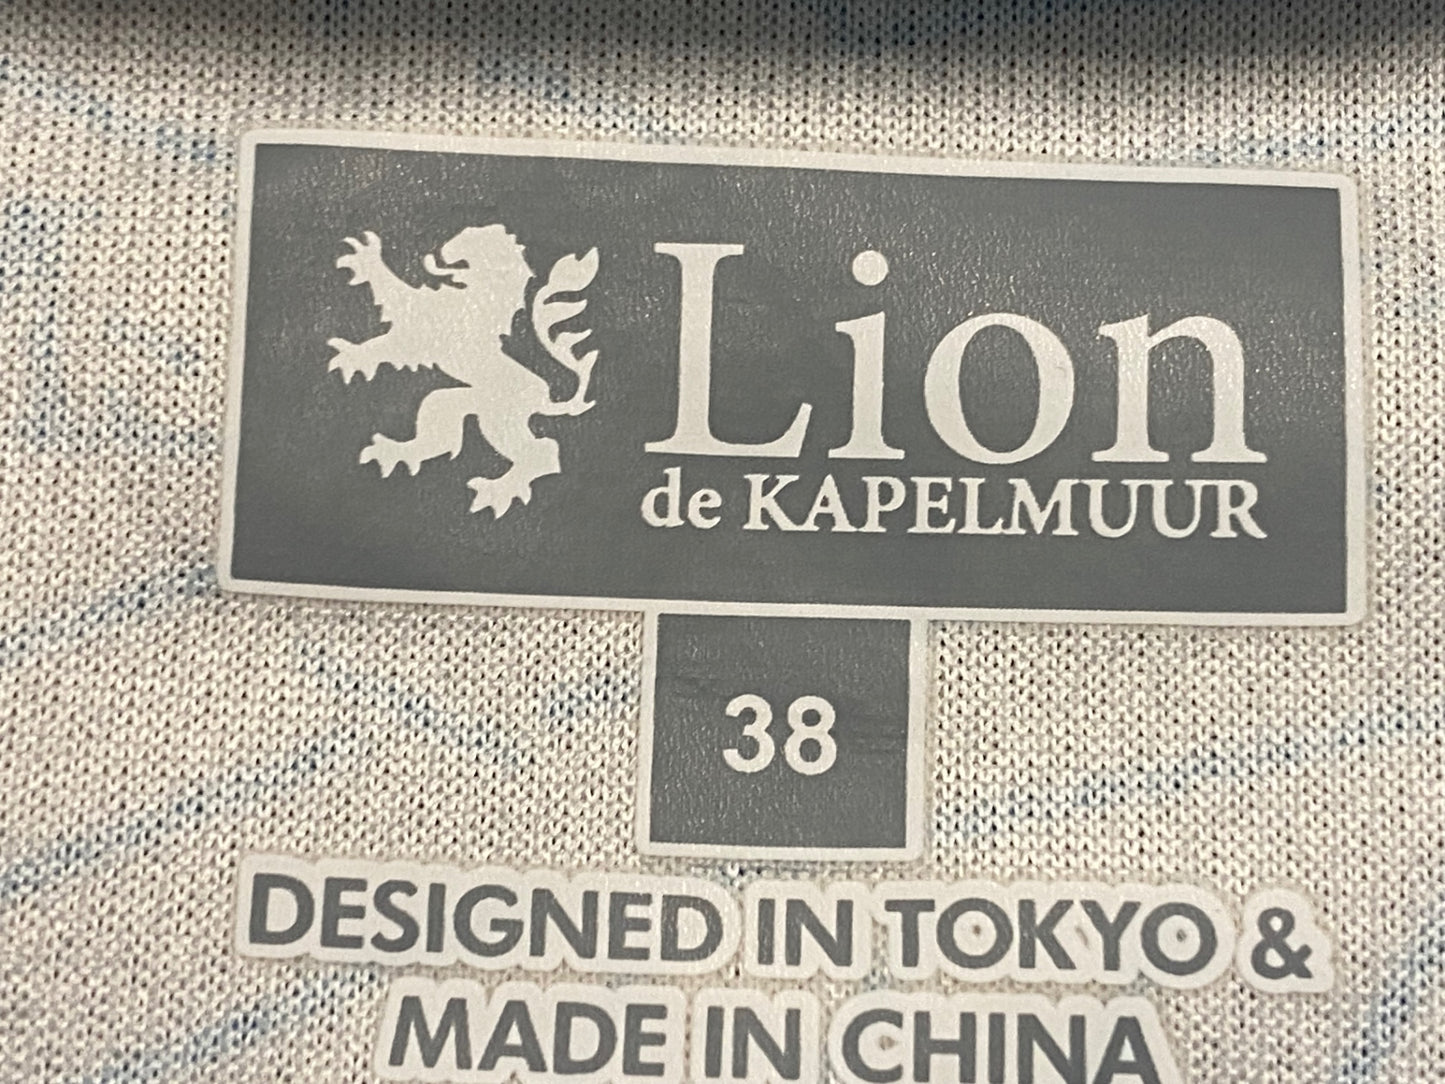 Lion
de KAPELMUUR
38
DESIGNED IN TOKYO &
MADE IN CHINA